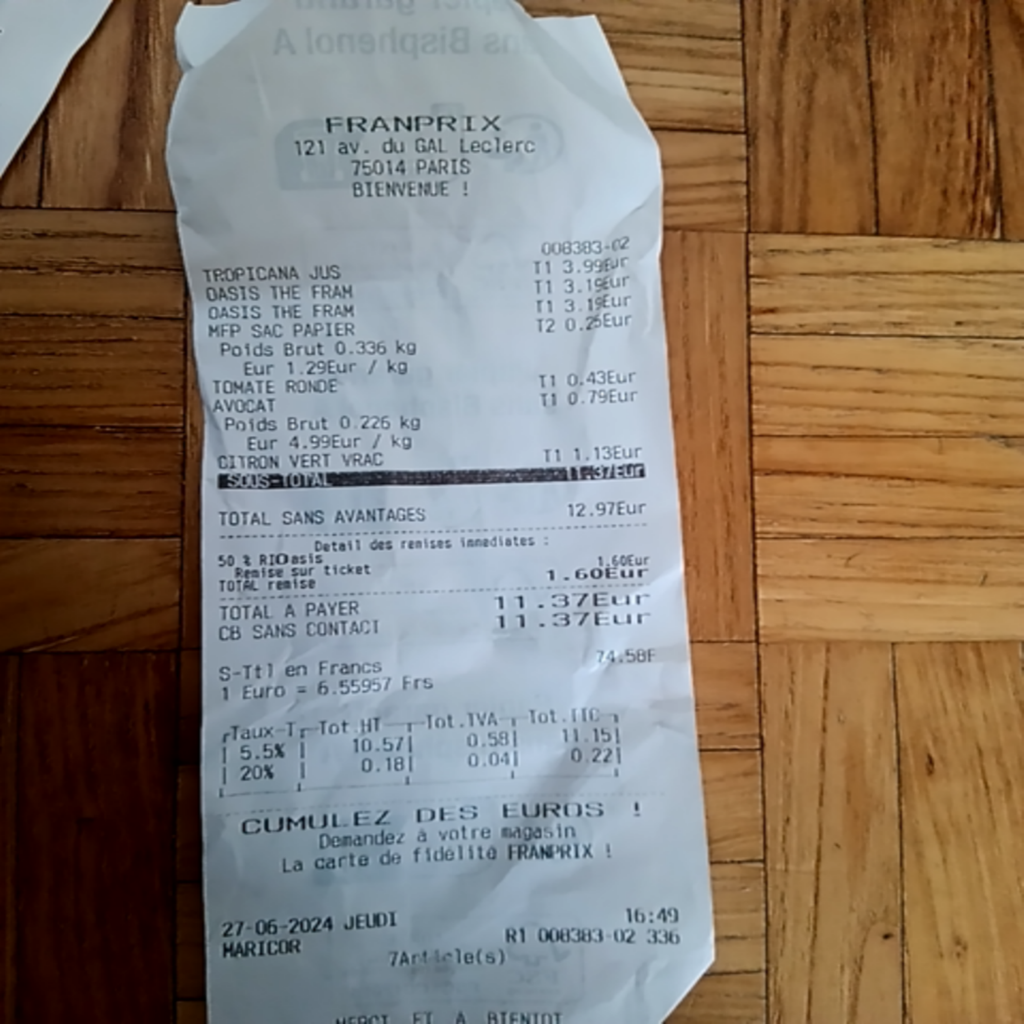 FRANPRIX
121 av. du GAL Leclerc
75014 PARIS
BIENVENUE !
008383-02
TROPICANA JUS T1 3.99Eur
OASIS THE FRAM T1 3.19Eur
OASIS THE FRAM T1 3.19Eur
MFP SAC PAPIER T2 0.25Eur
Poids Brut 0.336 kg
Eur 1.29Eur / kg
TOMATE RONDE T1 0.43Eur
AVOCAT T1 0.79Eur
Poids Brut 0.226 kg
Eur 4.99Eur / kg
CITRON VERT VRAC T1 1.13Eur
SOUS-TOTAL 11.37Eur
TOTAL SANS AVANTAGES 12.97Eur
Detail des remises immediates :
50 % RIOasis 1.60Eur
Remise sur ticket
TOTAL remise 1.60Eur
TOTAL A PAYER 11.37Eur
CB SANS CONTACT 11.37Eur
S-Ttl en Francs 74.58F
1 Euro = 6.55957 Frs
Taux-T Tot.HT Tot.TVA Tot.TTC
5.5% 10.57 0.58 11.15
20% 0.18 0.04 0.22
CUMULEZ DES EUROS !
Demandez à votre magasin
La carte de fidélité FRANPRIX !
27-06-2024 JEUDI 16:49
MARICOR R1 008383-02 336
7Article(s)
MERCI ET A BIENTOT